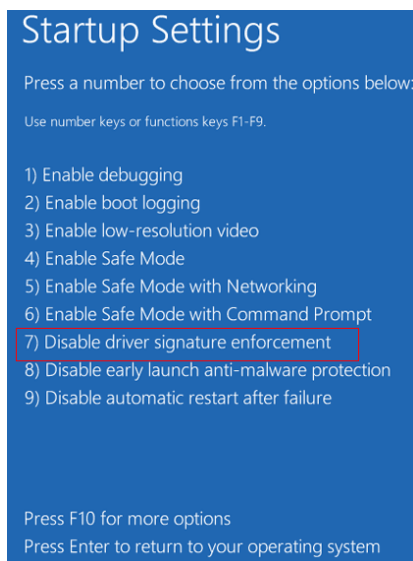 Startup Settings
Press a number to choose from the options below:
Use number keys or functions keys F1-F9.
1) Enable debugging
2) Enable boot logging
3) Enable low-resolution video
4) Enable Safe Mode
5) Enable Safe Mode with Networking
6) Enable Safe Mode with Command Prompt
7) Disable driver signature enforcement
8) Disable early launch anti-malware protection
9) Disable automatic restart after failure
Press F10 for more options
Press Enter to return to your operating system